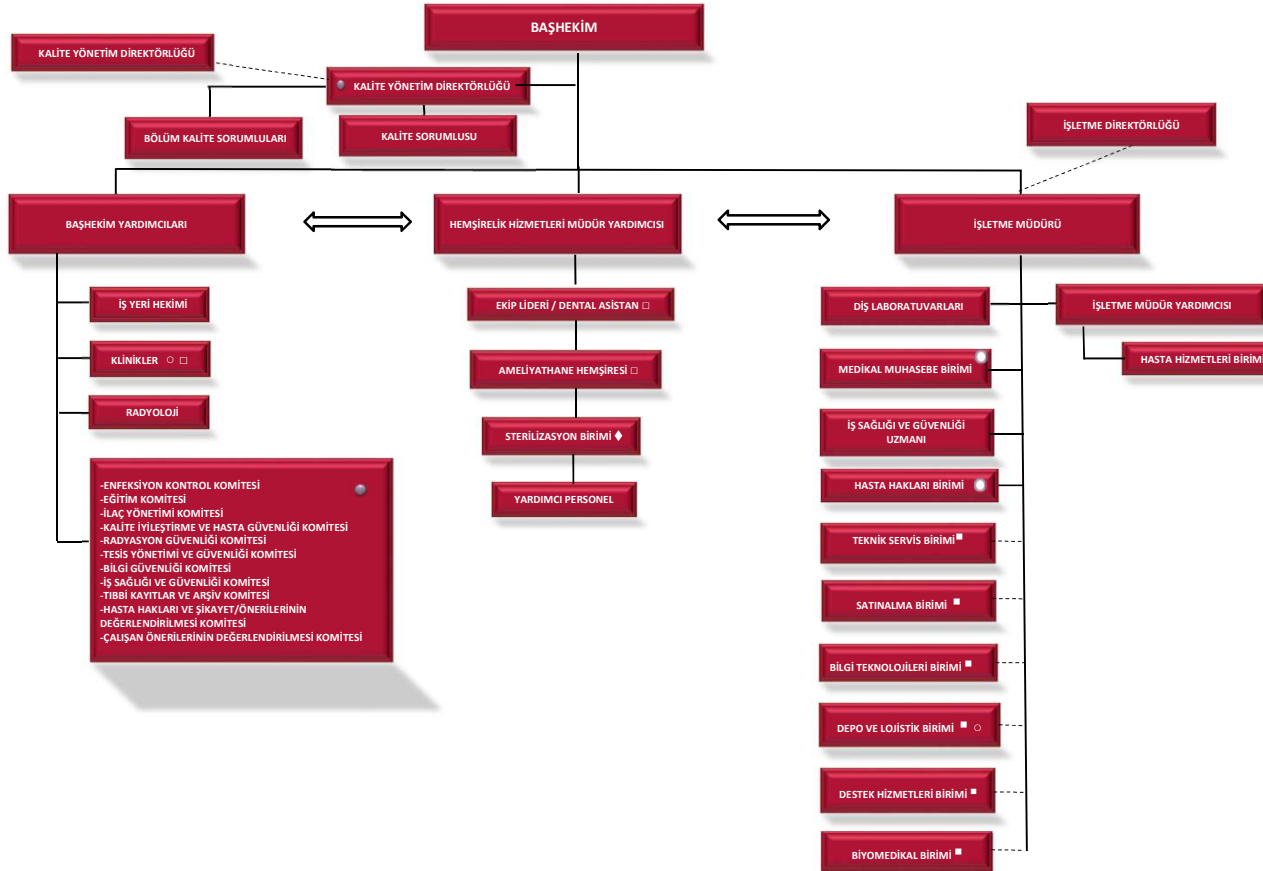 BAŞHEKİM
KALİTE YÖNETİM DİREKTÖRLÜĞÜ
KALİTE YÖNETİM DİREKTÖRLÜĞÜ
BÖLÜM KALİTE SORUMLULARI
KALİTE SORUMLUSU
İŞLETME DİREKTÖRLÜĞÜ
BAŞHEKİM YARDIMCILARI
HEMŞİRELİK HİZMETLERİ MÜDÜR YARDIMCISI
İŞLETME MÜDÜRÜ
İŞ YERİ HEKİMİ
KLİNİKLER ○ □
RADYOLOJİ
-ENFEKSİYON KONTROL KOMİTESİ
-EĞİTİM KOMİTESİ
-İLAÇ YÖNETİMİ KOMİTESİ
-KALİTE İYİLEŞTİRME VE HASTA GÜVENLİĞİ KOMİTESİ
-RADYASYON GÜVENLİĞİ KOMİTESİ
-TESİS YÖNETİMİ VE GÜVENLİĞİ KOMİTESİ
-BİLGİ GÜVENLİĞİ KOMİTESİ
-İŞ SAĞLIĞI VE GÜVENLİĞİ KOMİTESİ
-TIBBİ KAYITLAR VE ARŞİV KOMİTESİ
-HASTA HAKLARI VE ŞİKAYET/ÖNERİLERİNİN
DEĞERLENDİRİLMESİ KOMİTESİ
-ÇALIŞAN ÖNERİLERİNİN DEĞERLENDİRİLMESİ KOMİTESİ
EKİP LİDERİ / DENTAL ASİSTAN □
AMELİYATHANE HEMŞİRESİ □
STERİLİZASYON BİRİMİ ♦
YARDIMCI PERSONEL
DİŞ LABORATUVARLARI
İŞLETME MÜDÜR YARDIMCISI
HASTA HİZMETLERİ BİRİMİ
MEDİKAL MUHASEBE BİRİMİ
İŞ SAĞLIĞI VE GÜVENLİĞİ
UZMANI
HASTA HAKLARI BİRİMİ
TEKNİK SERVİS BİRİMİ ■
SATINALMA BİRİMİ ■
BİLGİ TEKNOLOJİLERİ BİRİMİ ■
DEPO VE LOJİSTİK BİRİMİ ■ ○
DESTEK HİZMETLERİ BİRİMİ ■
BİYOMEDİKAL BİRİMİ ■